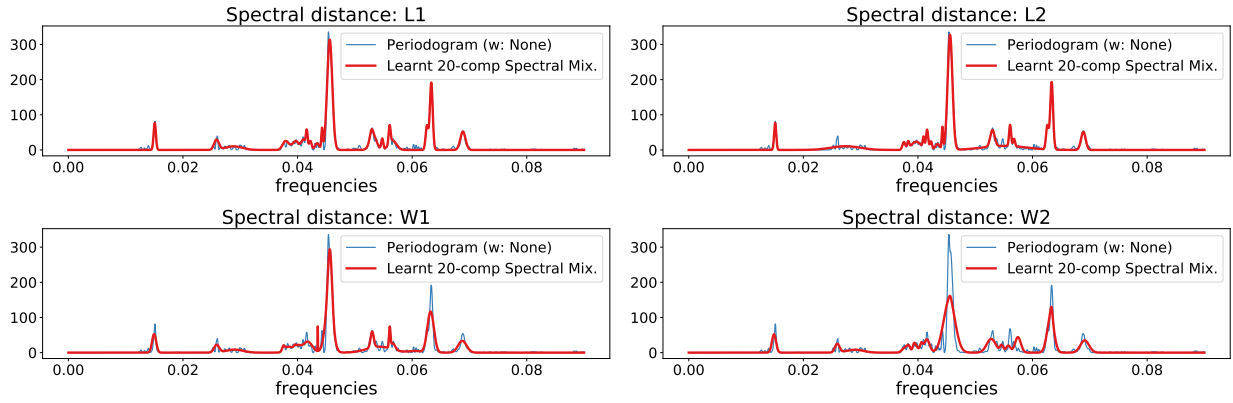 Spectral distance: L1
300
200
100
0
Periodogram (w: None)
Learnt 20-comp Spectral Mix.
0.00 0.02 0.04 0.06 0.08
frequencies
Spectral distance: L2
300
200
100
0
Periodogram (w: None)
Learnt 20-comp Spectral Mix.
0.00 0.02 0.04 0.06 0.08
frequencies
Spectral distance: W1
300
200
100
0
Periodogram (w: None)
Learnt 20-comp Spectral Mix.
0.00 0.02 0.04 0.06 0.08
frequencies
Spectral distance: W2
300
200
100
0
Periodogram (w: None)
Learnt 20-comp Spectral Mix.
0.00 0.02 0.04 0.06 0.08
frequencies